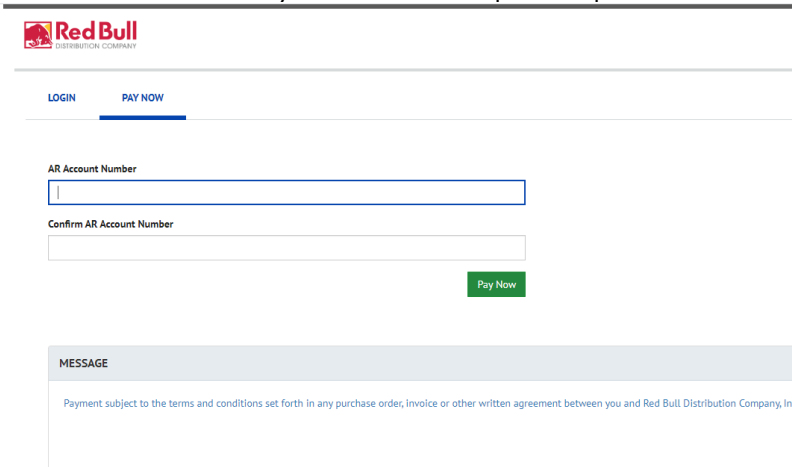 Red Bull
DISTRIBUTION COMPANY
LOGIN PAY NOW
AR Account Number
Confirm AR Account Number
Pay Now
MESSAGE
Payment subject to the terms and conditions set forth in any purchase order, invoice or other written agreement between you and Red Bull Distribution Company, In